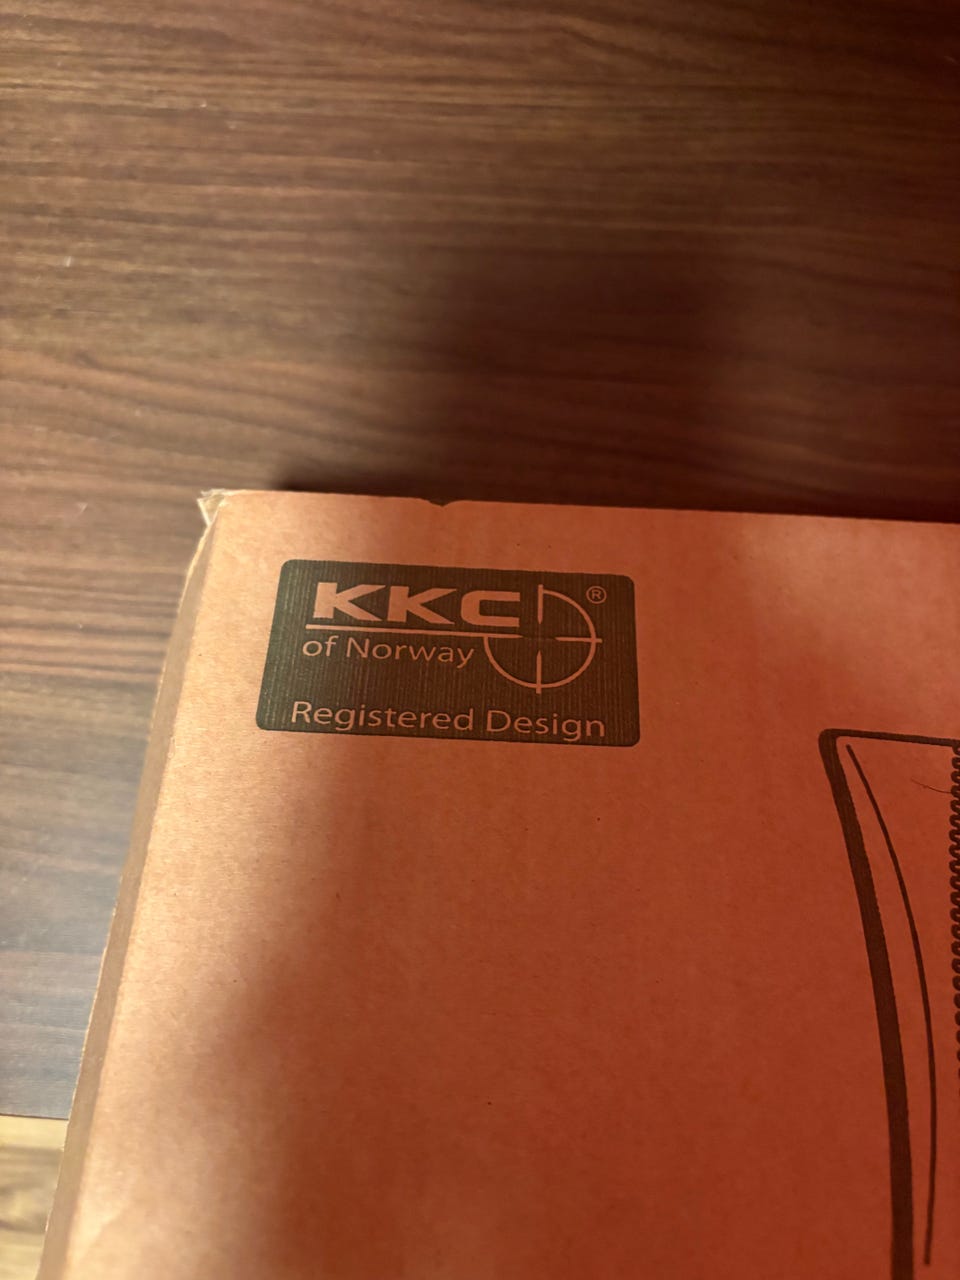 KKC ®
of Norway
Registered Design